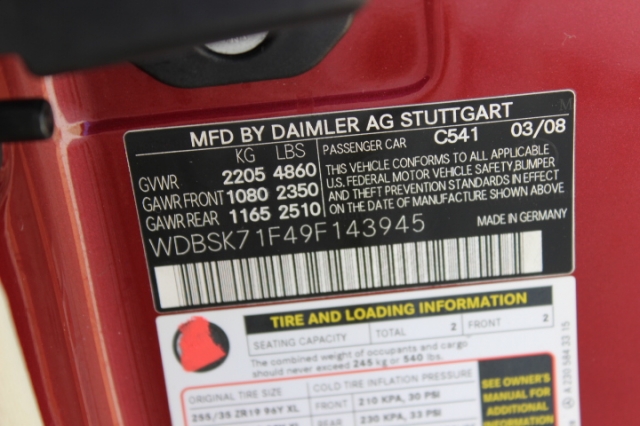 MFD BY DAIMLER AG STUTTGART
KG LBS
PASSENGER CAR C541 03/08
GVWR 2205 4860
GAWR FRONT 1080 2350
GAWR REAR 1165 2510
THIS VEHICLE CONFORMS TO ALL APPLICABLE
U.S. FEDERAL MOTOR VEHICLE SAFETY, BUMPER
AND THEFT PREVENTION STANDARDS IN EFFECT
ON THE DATE OF MANUFACTURE SHOWN ABOVE
MADE IN GERMANY
WDBSK71F49F143945
TIRE AND LOADING INFORMATION
SEATING CAPACITY TOTAL 2 FRONT 2
The combined weight of occupants and cargo
should never exceed 245 kg or 540 lbs.
ORIGINAL TIRE SIZE COLD TIRE INFLATION PRESSURE
255/35 ZR19 96Y XL FRONT 210 KPA, 30 PSI
REAR 230 KPA, 33 PSI
SEE OWNER'S
MANUAL FOR
ADDITIONAL
INFORMATION
A 230 584 33 15